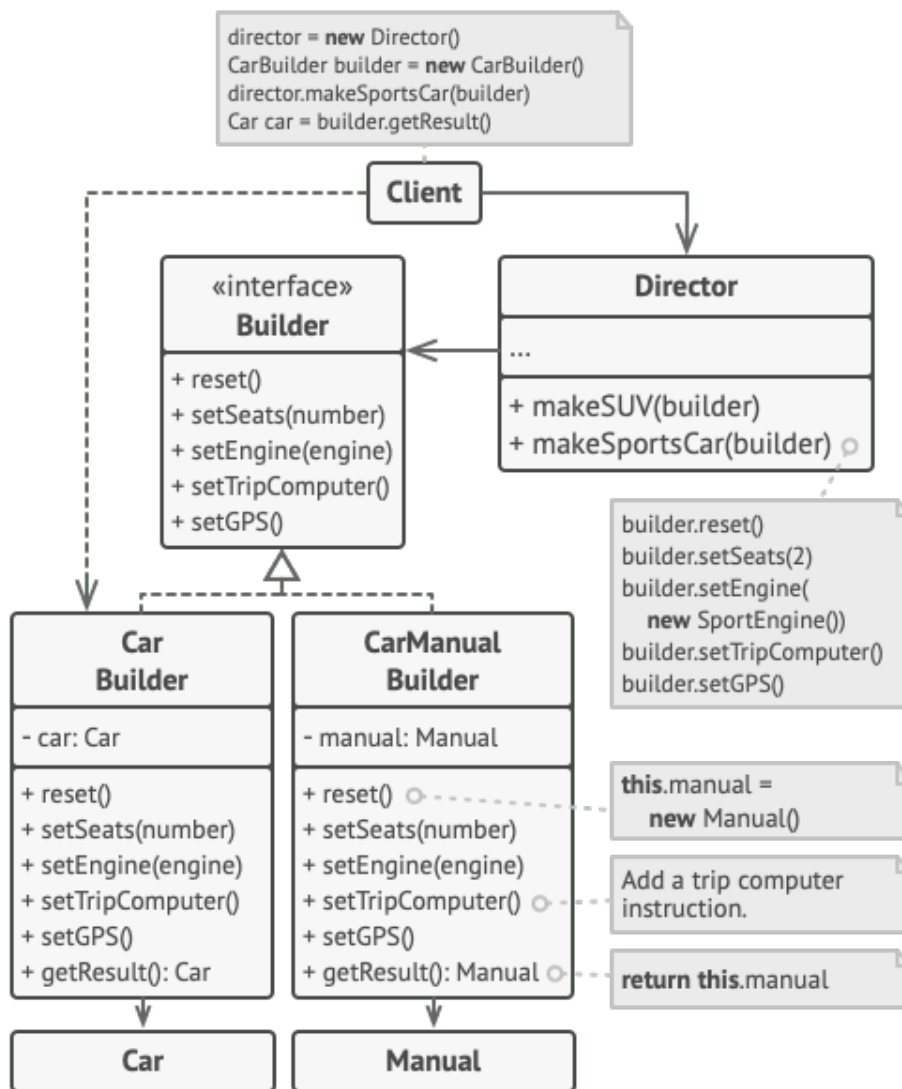 director = new Director()
CarBuilder builder = new CarBuilder()
director.makeSportsCar(builder)
Car car = builder.getResult()
Client
«interface»
Builder
+ reset()
+ setSeats(number)
+ setEngine(engine)
+ setTripComputer()
+ setGPS()
Director
...
+ makeSUV(builder)
+ makeSportsCar(builder)
builder.reset()
builder.setSeats(2)
builder.setEngine(
new SportEngine())
builder.setTripComputer()
builder.setGPS()
Car
Builder
- car: Car
+ reset()
+ setSeats(number)
+ setEngine(engine)
+ setTripComputer()
+ setGPS()
+ getResult(): Car
CarManual
Builder
- manual: Manual
+ reset()
+ setSeats(number)
+ setEngine(engine)
+ setTripComputer()
+ setGPS()
+ getResult(): Manual
this.manual =
new Manual()
Add a trip computer
instruction.
return this.manual
Car
Manual